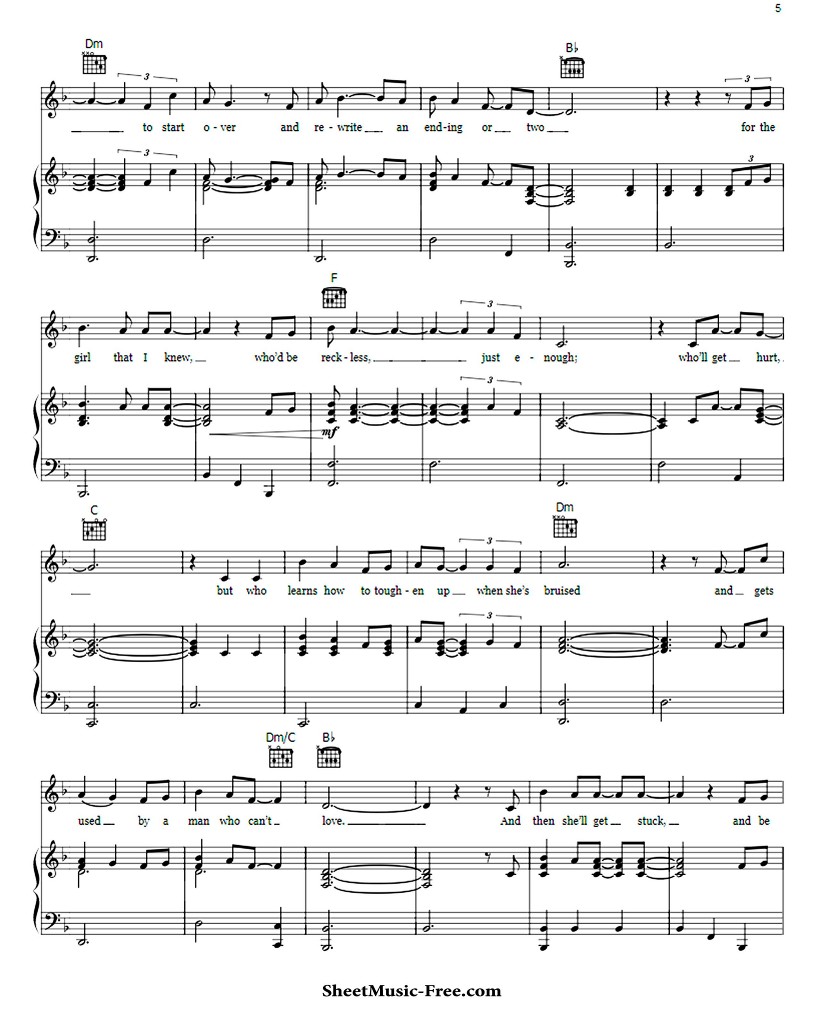 5
Dm B♭
3 3
to start o - ver and re - write an end - ing or two for the
3 3
F
3
girl that I knew, who'd be reck - less, just e - nough; who'll get hurt,
3
mf
C Dm
3
but who learns how to tough - en up when she's bruised and gets
3
Dm/C B♭
used by a man who can't love. And then she'll get stuck, and be
SheetMusic-Free.com